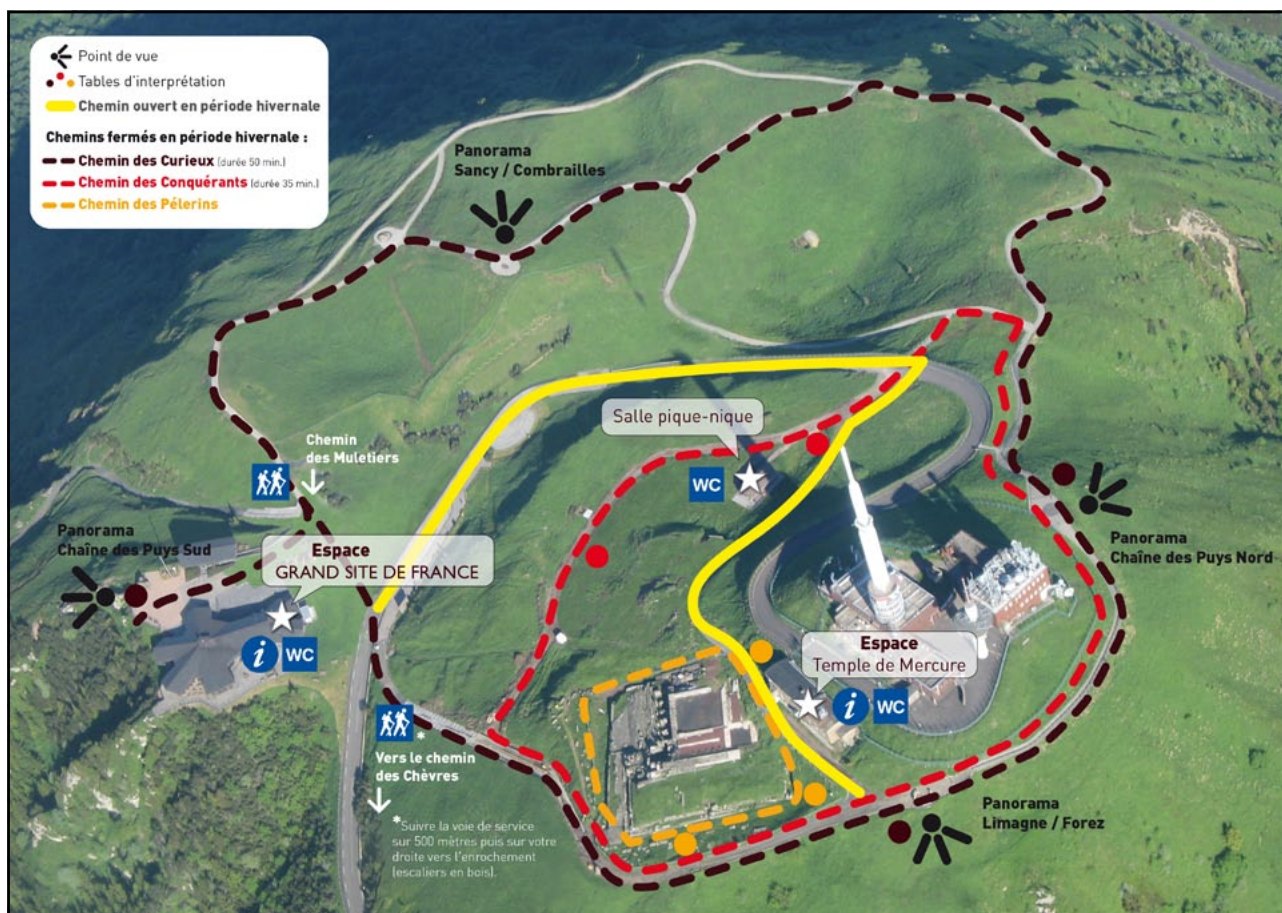 Point de vue
Tables d'interprétation
Chemin ouvert en période hivernale
Chemins fermés en période hivernale :
Chemin des Curieux (durée 50 min.)
Chemin des Conquérants (durée 35 min.)
Chemin des Pélerins
Panorama
Sancy / Combrailles
Salle pique-nique
WC
Chemin
des Muletiers
Panorama
Chaîne des Puys Sud
Espace
GRAND SITE DE FRANCE
i WC
Panorama
Chaîne des Puys Nord
Espace
Temple de Mercure
i WC
*
Vers le chemin
des Chèvres
*Suivre la voie de service
sur 500 mètres puis sur votre
droite vers l'enrochement
(escaliers en bois).
Panorama
Limagne / Forez